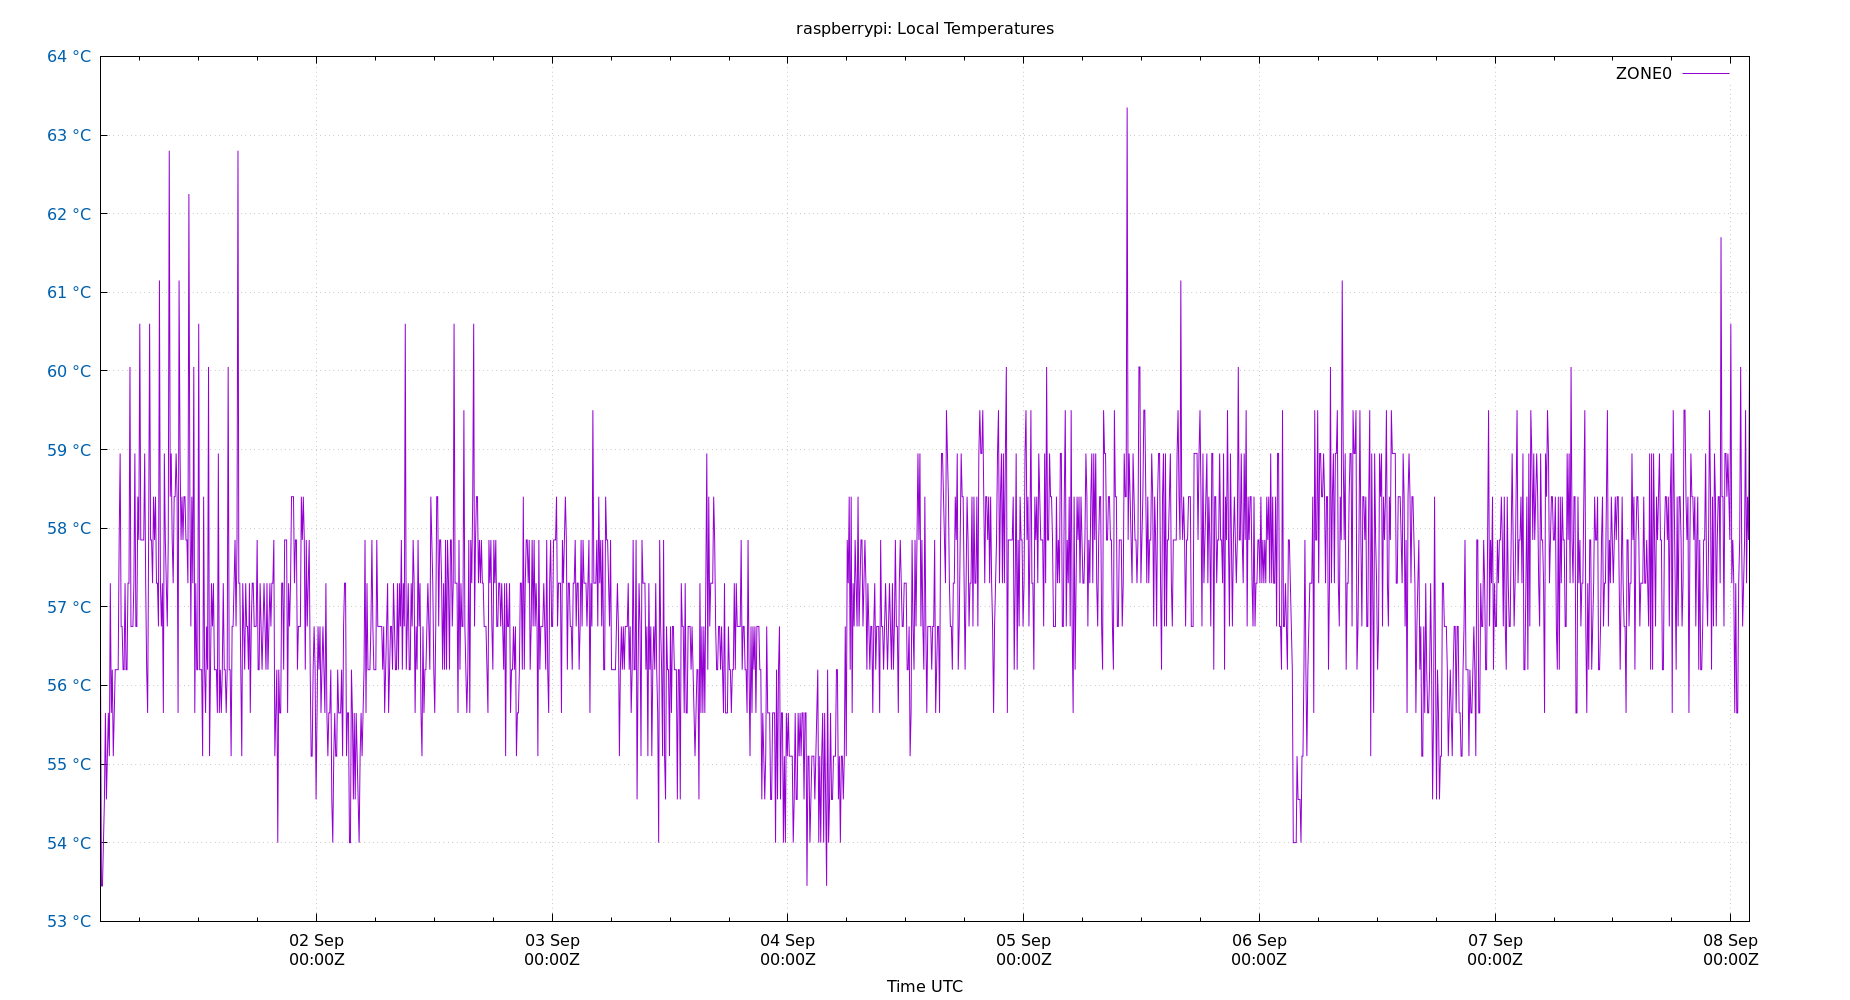 raspberrypi: Local Temperatures
64 °C
ZONE0
63 °C
62 °C
61 °C
60 °C
59 °C
58 °C
57 °C
56 °C
55 °C
54 °C
53 °C
02 Sep 03 Sep 04 Sep 05 Sep 06 Sep 07 Sep 08 Sep
00:00Z 00:00Z 00:00Z 00:00Z 00:00Z 00:00Z 00:00Z
Time UTC